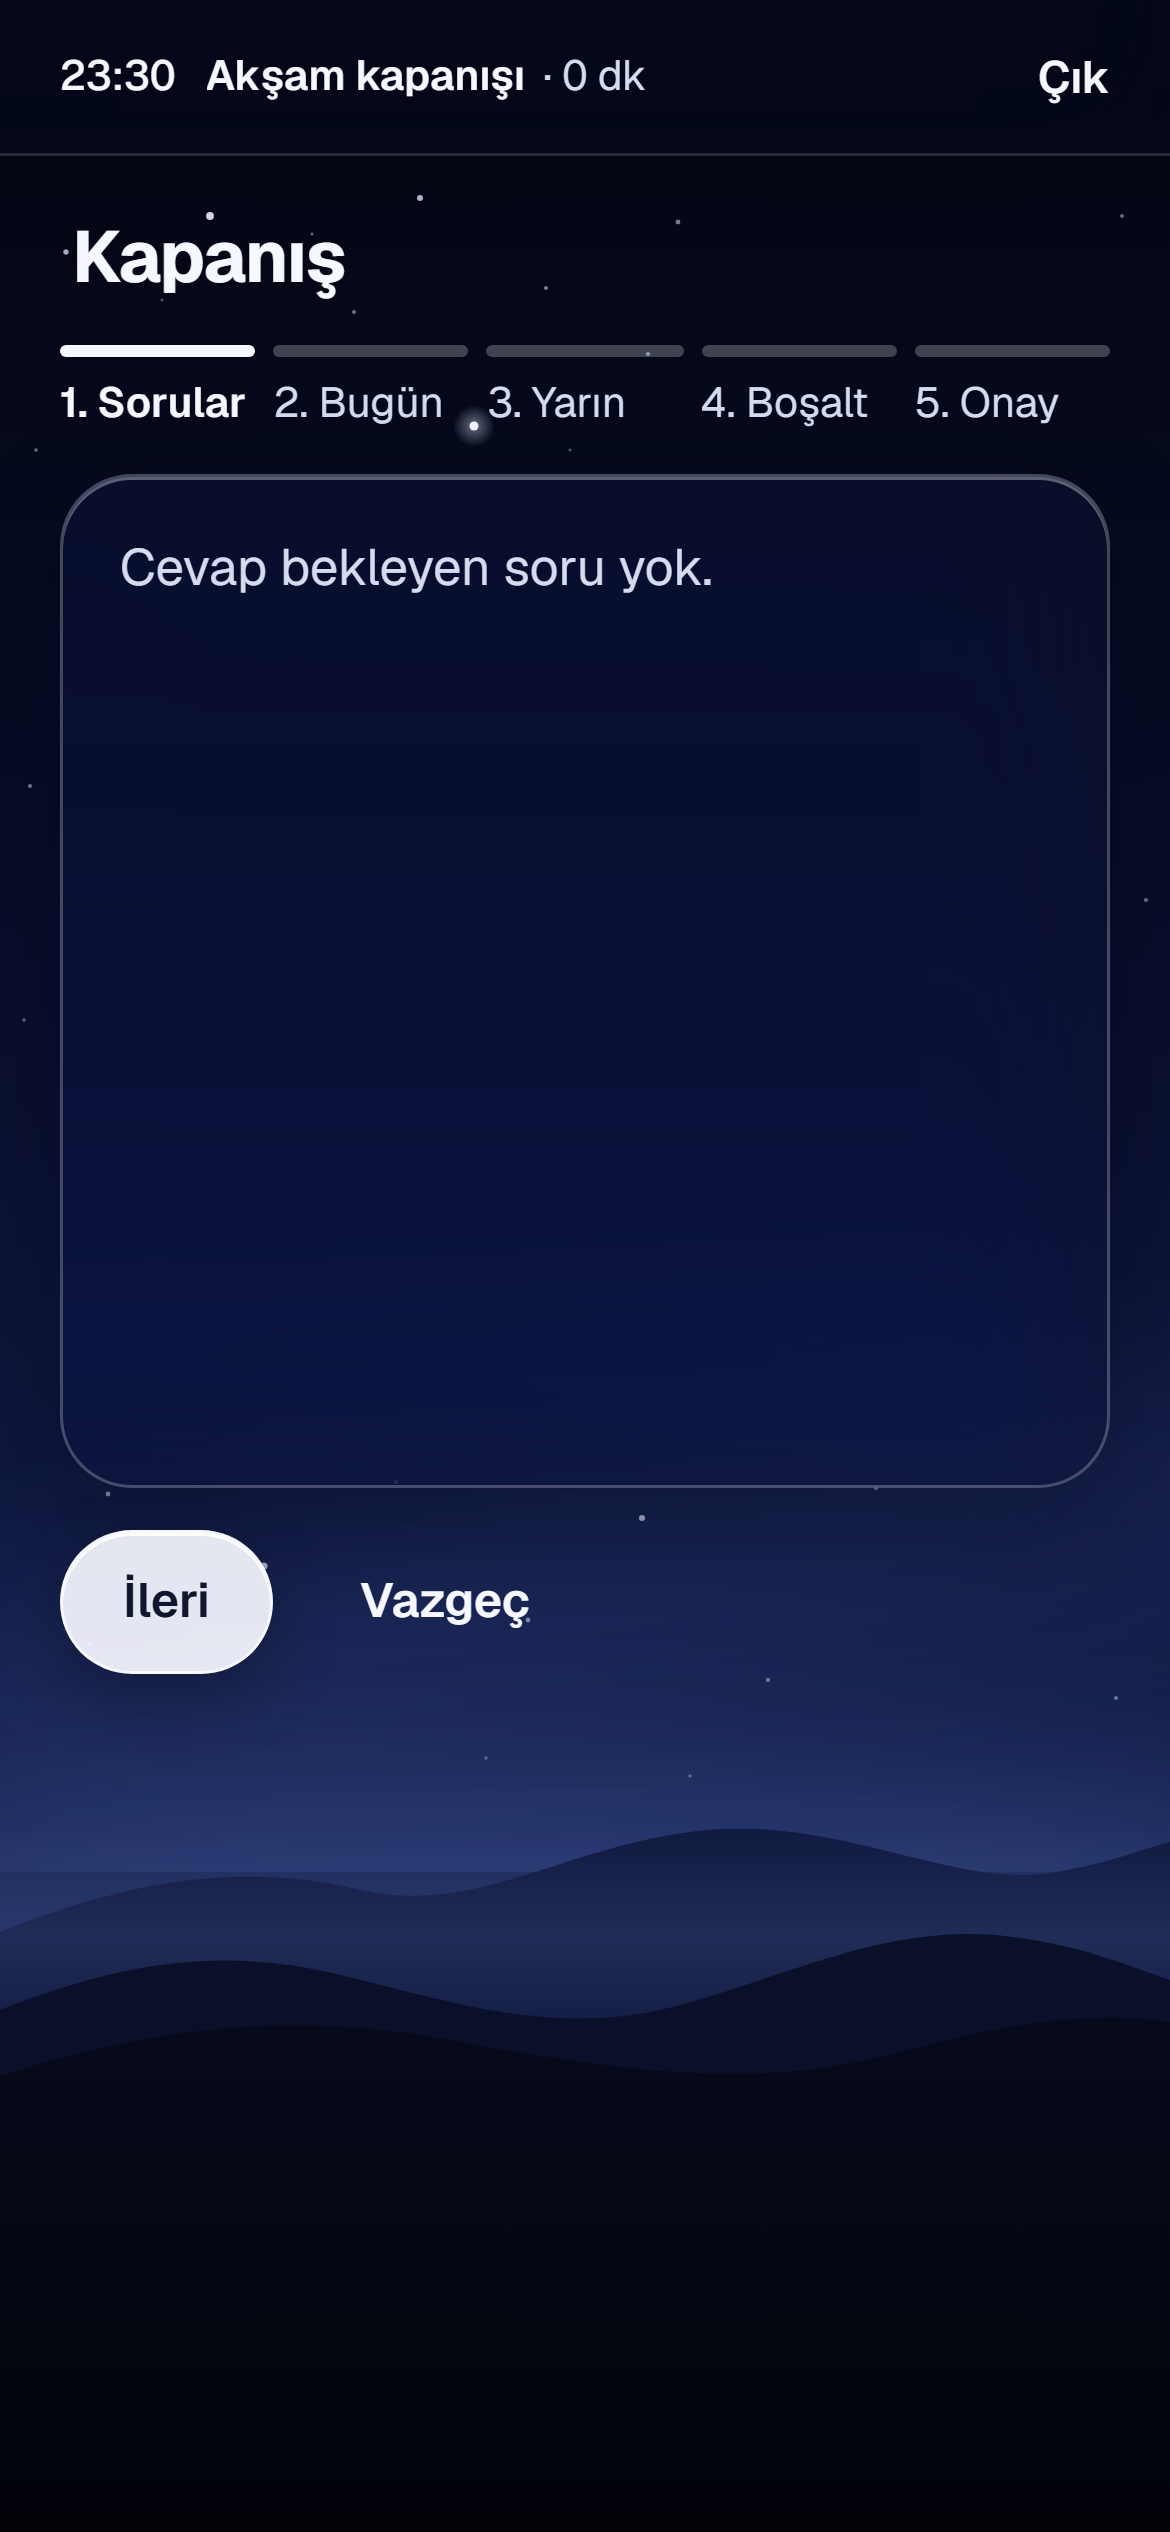 23:30 Akşam kapanışı · 0 dk Çık
Kapanış
1. Sorular 2. Bugün 3. Yarın 4. Boşalt 5. Onay
Cevap bekleyen soru yok.
İleri Vazgeç